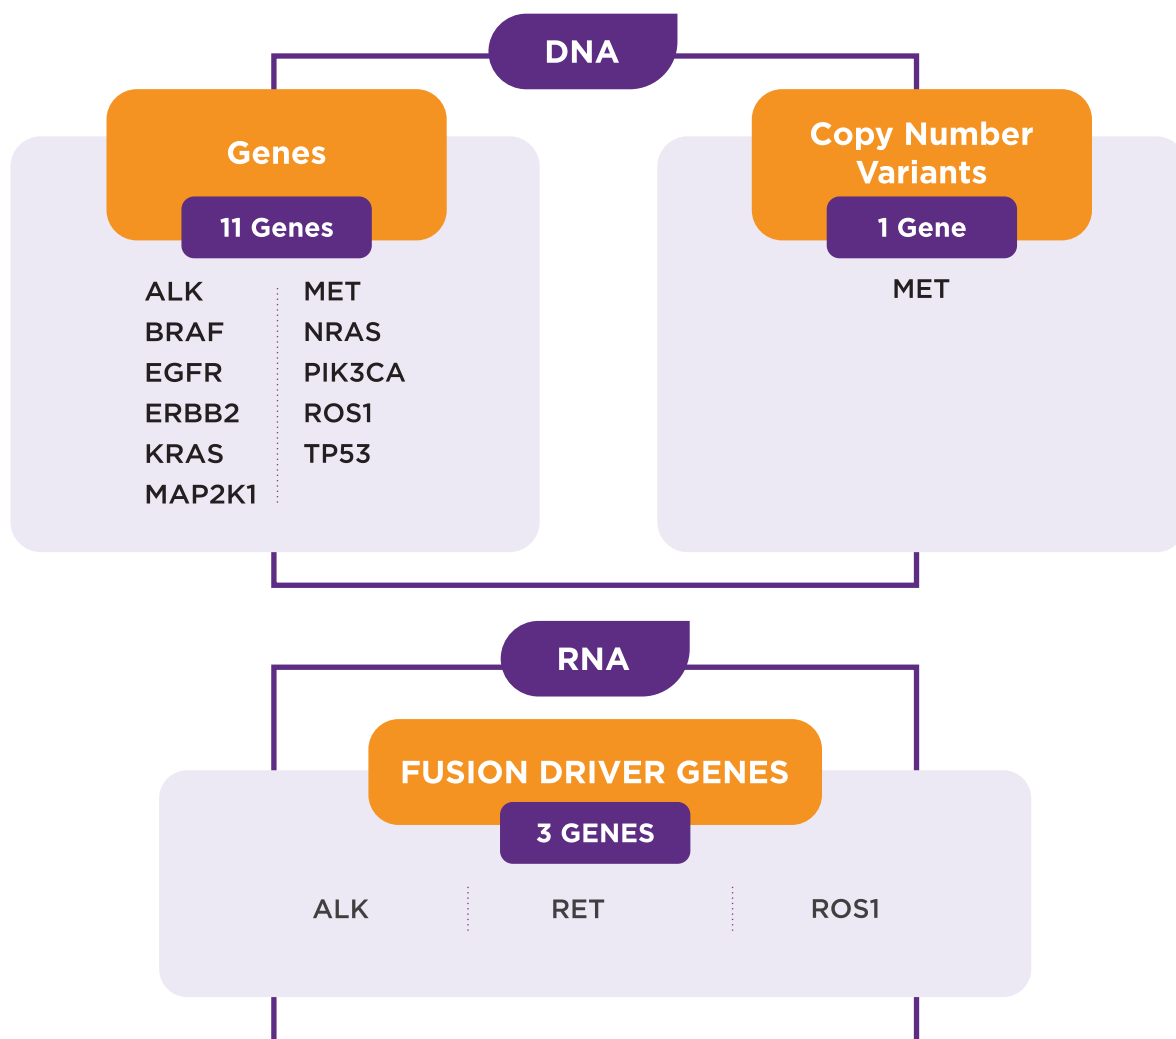 DNA
Genes
11 Genes
ALK
BRAF
EGFR
ERBB2
KRAS
MAP2K1
MET
NRAS
PIK3CA
ROS1
TP53
Copy Number
Variants
1 Gene
MET
RNA
FUSION DRIVER GENES
3 GENES
ALK
RET
ROS1